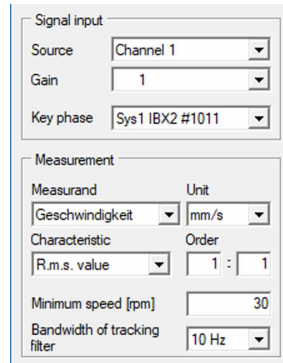 Signal input
Source Channel 1
Gain 1
Key phase Sys1 IBX2 #1011
Measurement
Measurand Unit
Geschwindigkeit mm/s
Characteristic Order
R.m.s. value 1 : 1
Minimum speed [rpm] 30
Bandwidth of tracking
filter 10 Hz